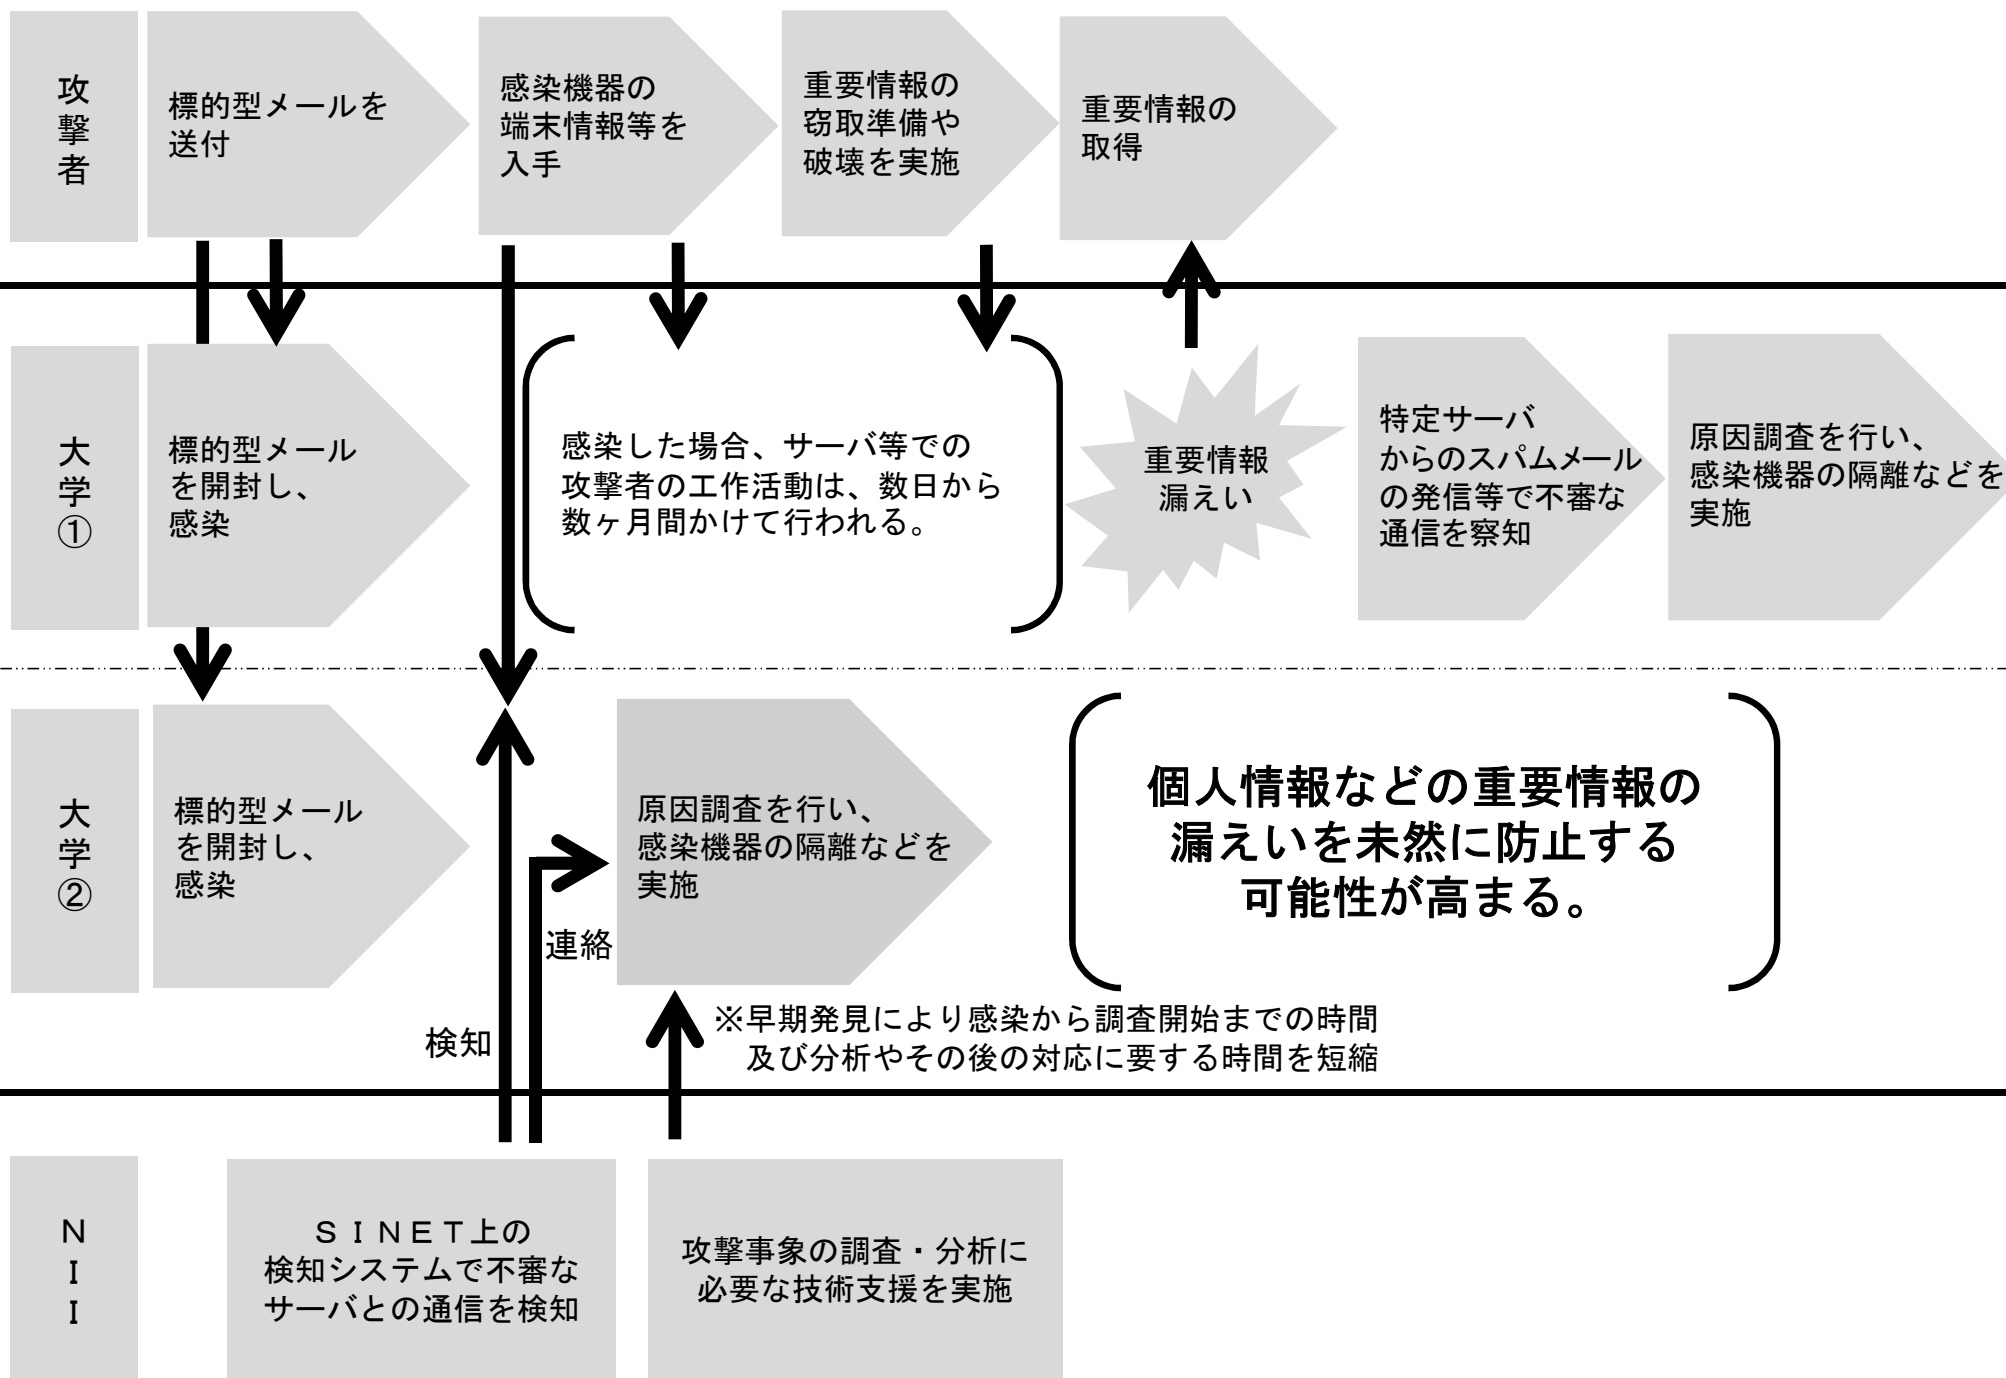 攻撃者
標的型メールを
送付
感染機器の
端末情報等を
入手
重要情報の
窃取準備や
破壊を実施
重要情報の
取得
大学①
標的型メール
を開封し、
感染
感染した場合、サーバ等での
攻撃者の工作活動は、数日から
数ヶ月間かけて行われる。
重要情報
漏えい
特定サーバ
からのスパムメール
の発信等で不審な
通信を察知
原因調査を行い、
感染機器の隔離などを
実施
大学②
標的型メール
を開封し、
感染
検知
連絡
原因調査を行い、
感染機器の隔離などを
実施
個人情報などの重要情報の
漏えいを未然に防止する
可能性が高まる。
※早期発見により感染から調査開始までの時間
及び分析やその後の対応に要する時間を短縮
ＮＩＩ
ＳＩＮＥＴ上の
検知システムで不審な
サーバとの通信を検知
攻撃事象の調査・分析に
必要な技術支援を実施